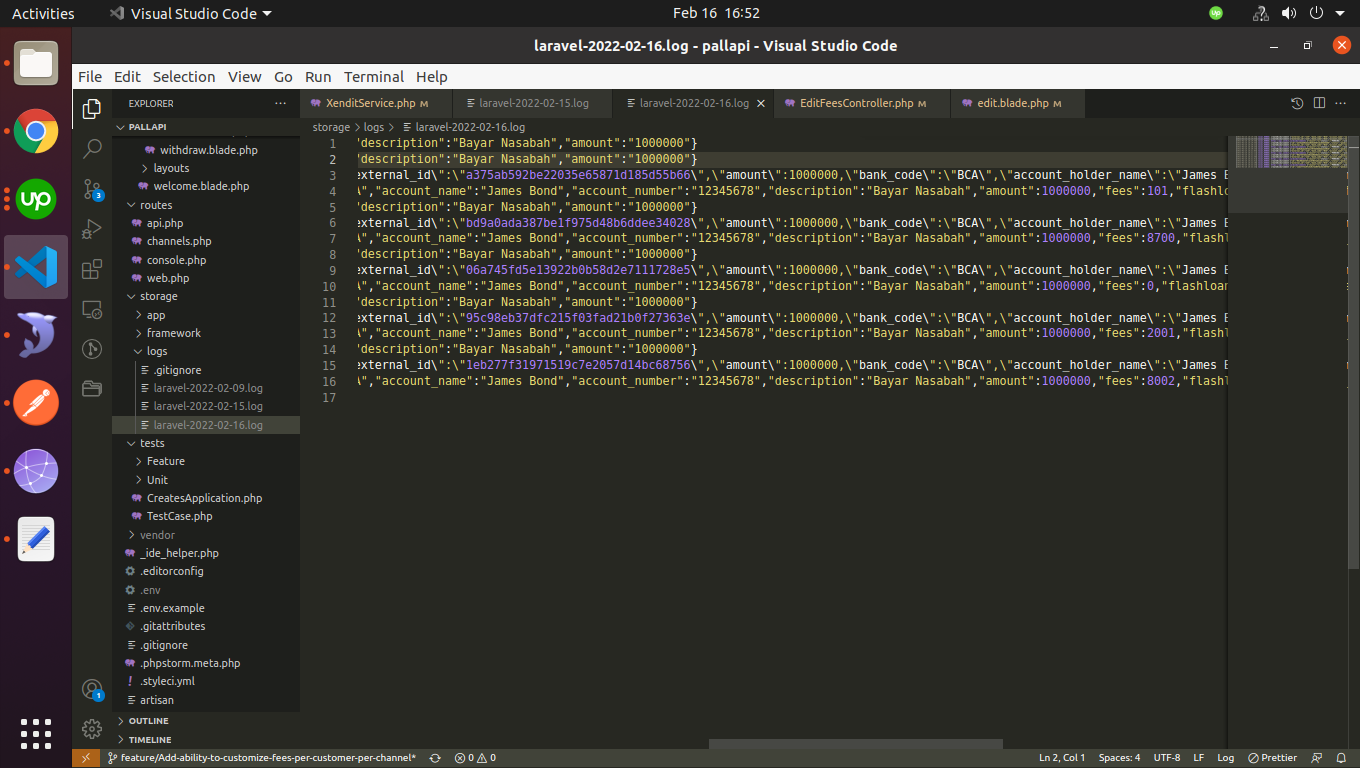 Activities
Visual Studio Code
Feb 16 16:52
up
laravel-2022-02-16.log - pallapi - Visual Studio Code
File Edit Selection View Go Run Terminal Help
up
3
1
EXPLORER
PALLAPI
withdraw.blade.php
layouts
welcome.blade.php
routes
api.php
channels.php
console.php
web.php
storage
app
framework
logs
.gitignore
laravel-2022-02-09.log
laravel-2022-02-15.log
laravel-2022-02-16.log
tests
Feature
Unit
CreatesApplication.php
TestCase.php
vendor
_ide_helper.php
.editorconfig
.env
.env.example
.gitattributes
.gitignore
.phpstorm.meta.php
.styleci.yml
artisan
OUTLINE
TIMELINE
XenditService.php M
laravel-2022-02-15.log
laravel-2022-02-16.log
EditFeesController.php M
edit.blade.php M
storage > logs > laravel-2022-02-16.log
1 "description":"Bayar Nasabah","amount":"1000000"}
2 "description":"Bayar Nasabah","amount":"1000000"}
3 external_id\":\"a375ab592be22035e65871d185d55b66\",\"amount\":1000000,\"bank_code\":\"BCA\",\"account_holder_name\":\"James
4 \",\"account_name":"James Bond","account_number":"12345678","description":"Bayar Nasabah","amount":1000000,"fees":101,"flashlo
5 "description":"Bayar Nasabah","amount":"1000000"}
6 external_id\":\"bd9a0ada387be1f975d48b6ddee34028\",\"amount\":1000000,\"bank_code\":\"BCA\",\"account_holder_name\":\"James
7 \","account_name":"James Bond","account_number":"12345678","description":"Bayar Nasabah","amount":1000000,"fees":8700,"flashl
8 "description":"Bayar Nasabah","amount":"1000000"}
9 external_id\":\"06a745fd5e13922b0b58d2e7111728e5\",\"amount\":1000000,\"bank_code\":\"BCA\",\"account_holder_name\":\"James
10 \","account_name":"James Bond","account_number":"12345678","description":"Bayar Nasabah","amount":1000000,"fees":0,"flashloan
11 "description":"Bayar Nasabah","amount":"1000000"}
12 external_id\":\"95c98eb37dfc215f03fad21b0f27363e\",\"amount\":1000000,\"bank_code\":\"BCA\",\"account_holder_name\":\"James
13 \","account_name":"James Bond","account_number":"12345678","description":"Bayar Nasabah","amount":1000000,"fees":2001,"flashl
14 "description":"Bayar Nasabah","amount":"1000000"}
15 external_id\":\"1eb277f31971519c7e2057d14bc68756\",\"amount\":1000000,\"bank_code\":\"BCA\",\"account_holder_name\":\"James
16 \","account_name":"James Bond","account_number":"12345678","description":"Bayar Nasabah","amount":1000000,"fees":8002,"flashl
17
feature/Add-ability-to-customize-fees-per-customer-per-channel*
0 0
Ln 2, Col 1 Spaces: 4 UTF-8 LF Log Prettier